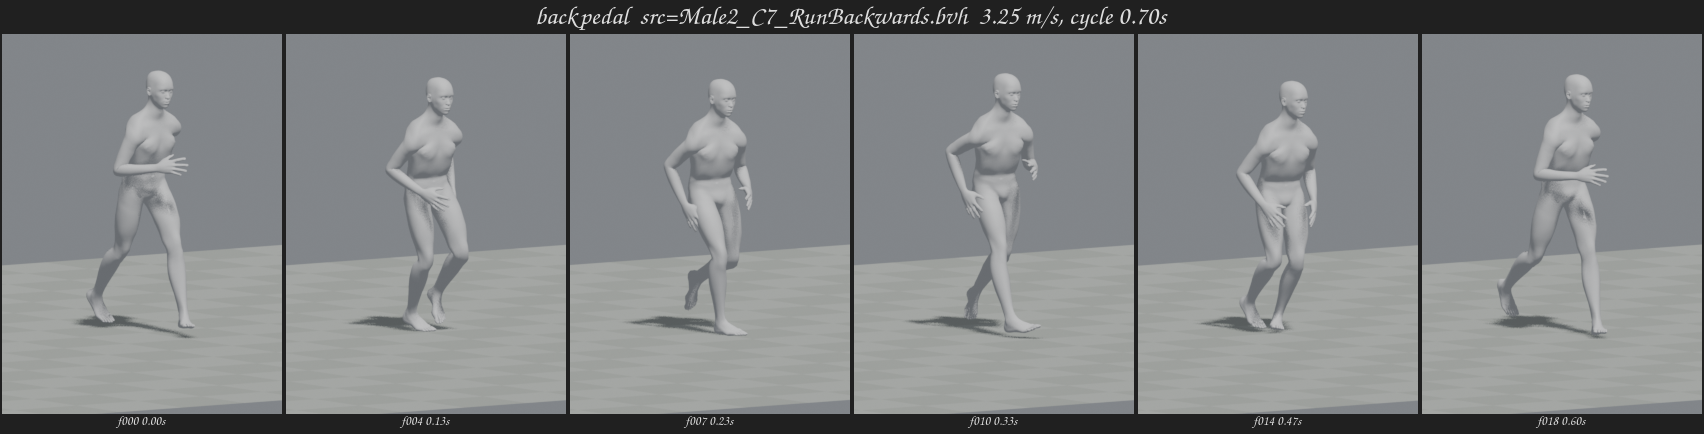 backpedal src=Male2_C7_RunBackwards.bvh 3.25 m/s, cycle 0.70s
f000 0.00s
f004 0.13s
f007 0.23s
f010 0.33s
f014 0.47s
f018 0.60s